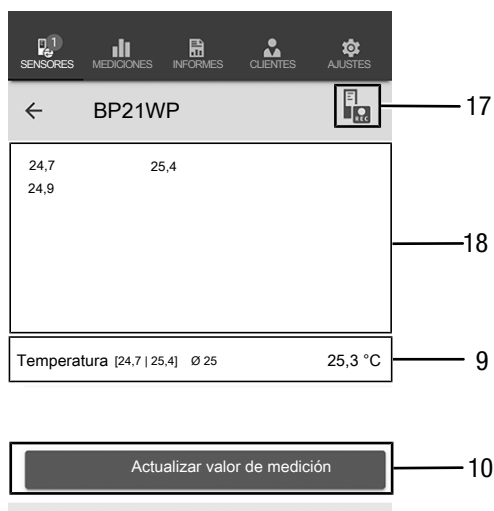 1
SENSORES MEDICIONES INFORMES CLIENTES AJUSTES
← BP21WP
REC
17
24,7 25,4
24,9
18
Temperatura [24,7 | 25,4] Ø 25 25,3 °C
9
Actualizar valor de medición
10